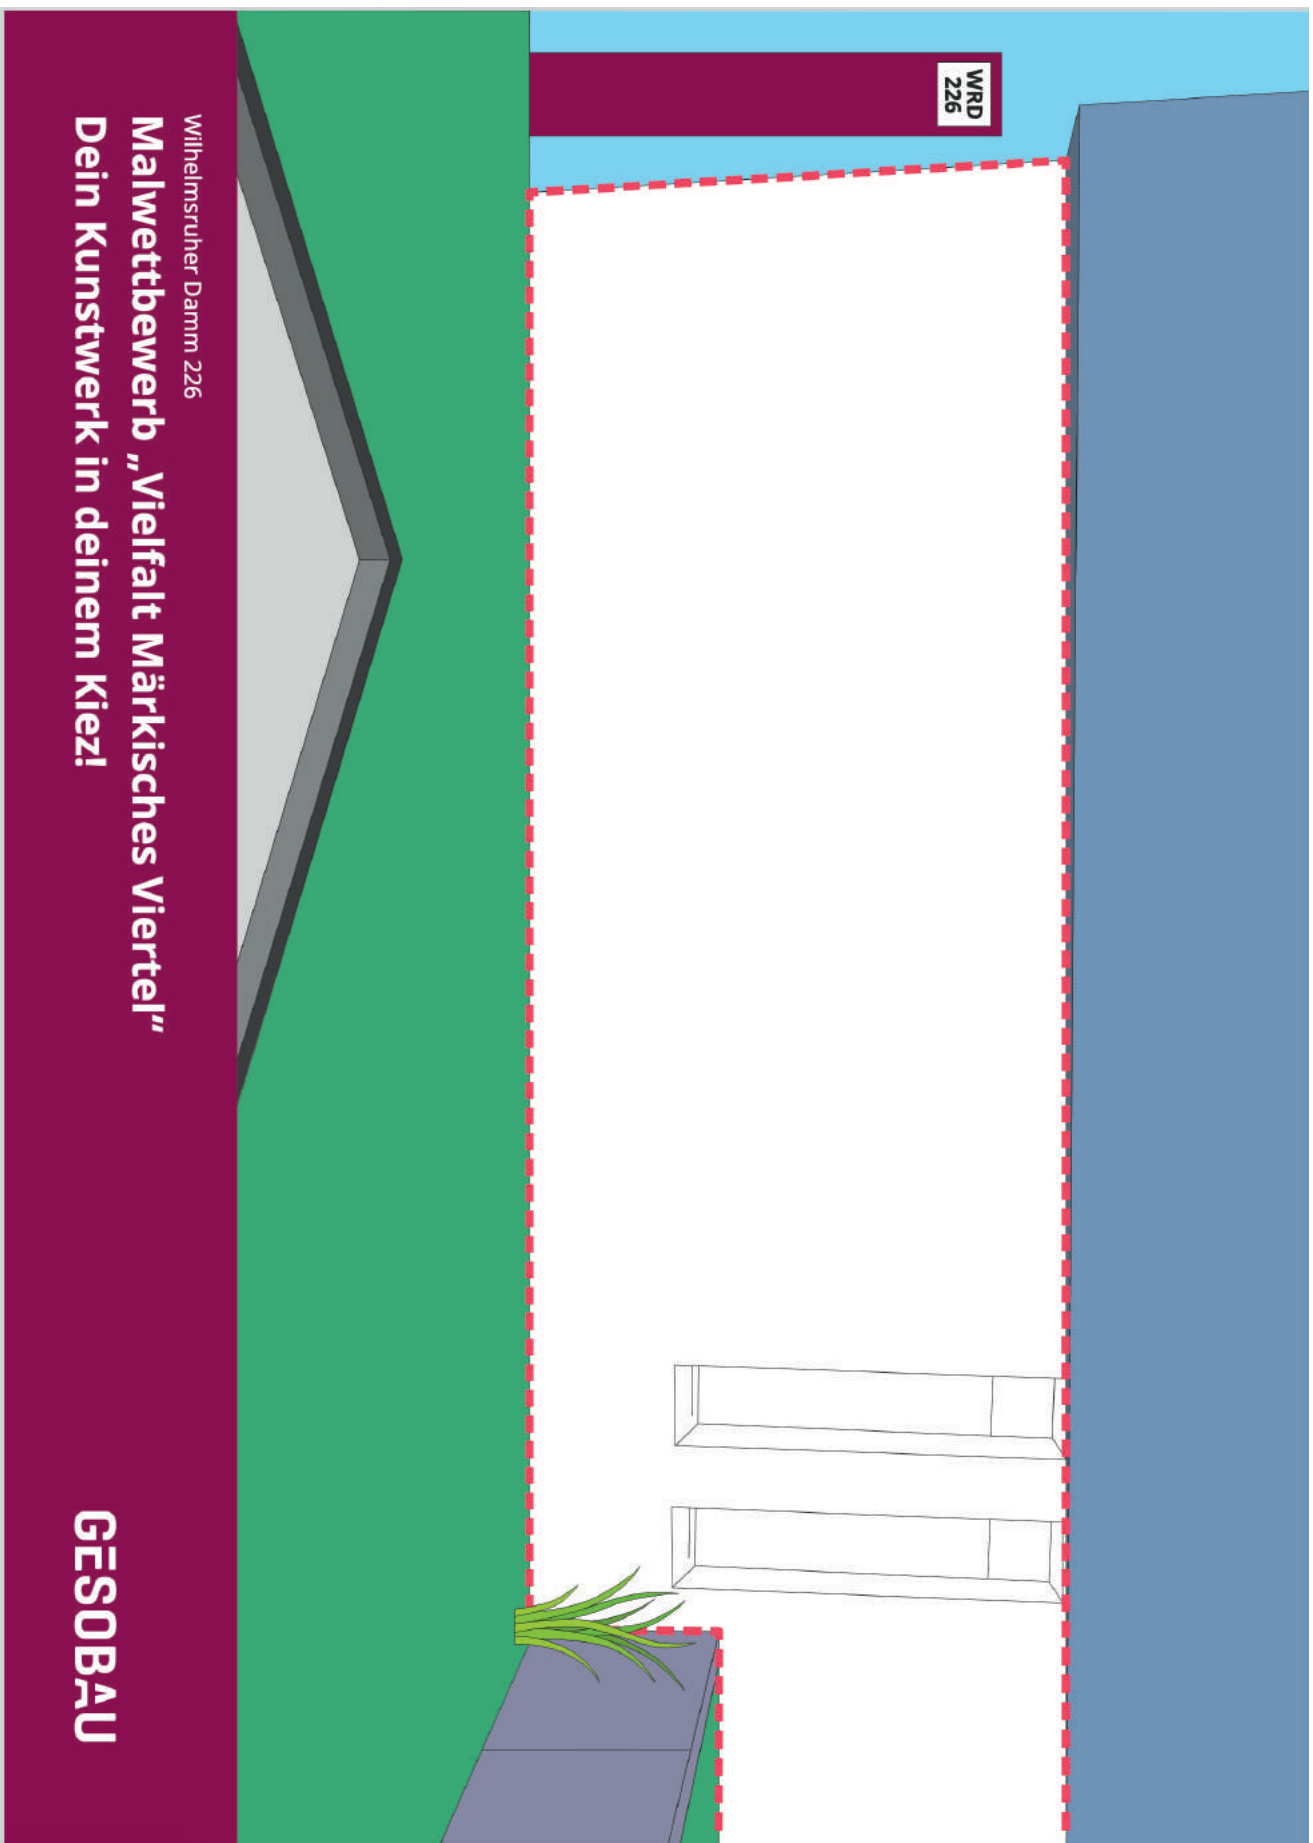 WRD
226
Wilhelmsruher Damm 226
Malwettbewerb „Vielfalt Märkisches Viertel“
Dein Kunstwerk in deinem Kiez!
GESOBAU